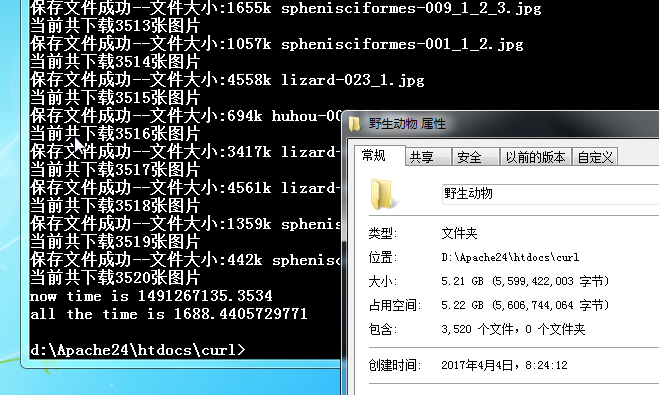 保存文件成功--文件大小:1655k sphenisciformes-009_1_2_3.jpg
当前共下载3513张图片
保存文件成功--文件大小:1057k sphenisciformes-001_1_2.jpg
当前共下载3514张图片
保存文件成功--文件大小:4558k lizard-023_1.jpg
当前共下载3515张图片
保存文件成功--文件大小:694k huhou-00
当前共下载3516张图片
保存文件成功--文件大小:3417k lizard-
当前共下载3517张图片
保存文件成功--文件大小:4561k lizard-
当前共下载3518张图片
保存文件成功--文件大小:1359k sphenis
当前共下载3519张图片
保存文件成功--文件大小:442k sphenisc
当前共下载3520张图片
now time is 1491267135.3534
all the time is 1688.4405729771
d:\Apache24\htdocs\curl>
野生动物 属性
常规 共享 安全 以前的版本 自定义
野生动物
类型: 文件夹
位置: D:\Apache24\htdocs\curl
大小: 5.21 GB (5,599,422,003 字节)
占用空间: 5.22 GB (5,606,744,064 字节)
包含: 3,520 个文件，0 个文件夹
创建时间: 2017年4月4日，8:24:12